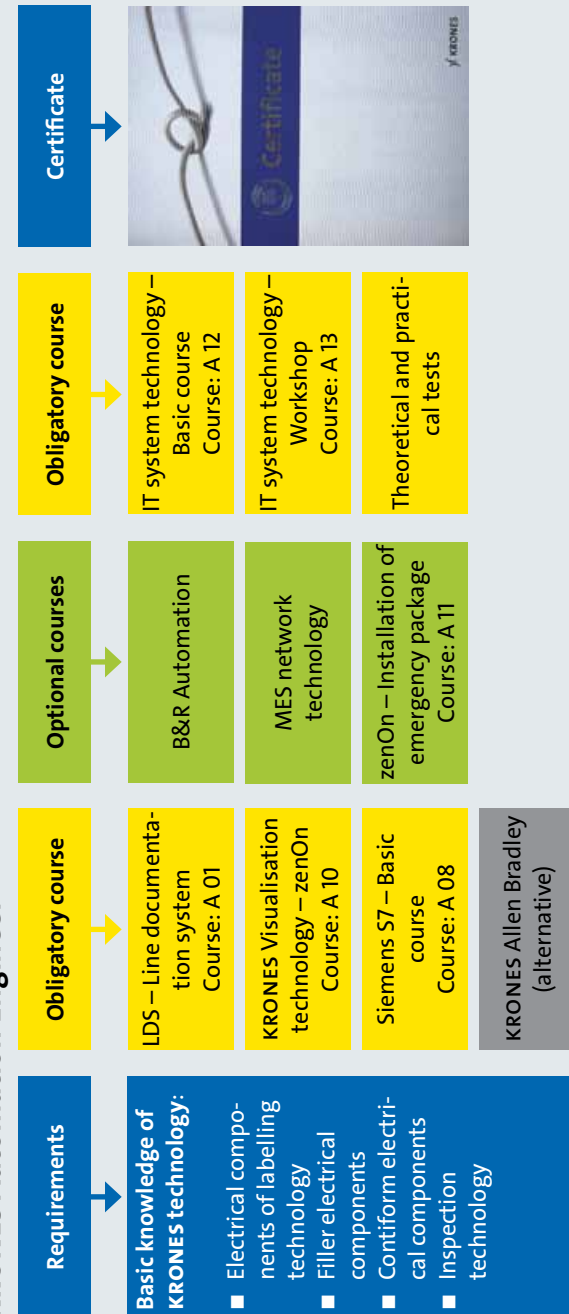 Requirements
Basic knowledge of
KRONES technology:
■ Electrical compo-
nents of labelling
technology
■ Filler electrical
components
■ Contiform electri-
cal components
■ Inspection
technology
Obligatory course
LDS – Line documenta-
tion system
Course: A 01
KRONES Visualisation
technology – zenOn
Course: A 10
Siemens S7 – Basic
course
Course: A 08
KRONES Allen Bradley
(alternative)
Optional courses
B&R Automation
MES network
technology
zenOn – Installation of
emergency package
Course: A 11
Obligatory course
IT system technology –
Basic course
Course: A 12
IT system technology –
Workshop
Course: A 13
Theoretical and practi-
cal tests
Certificate
Certificate
KRONES